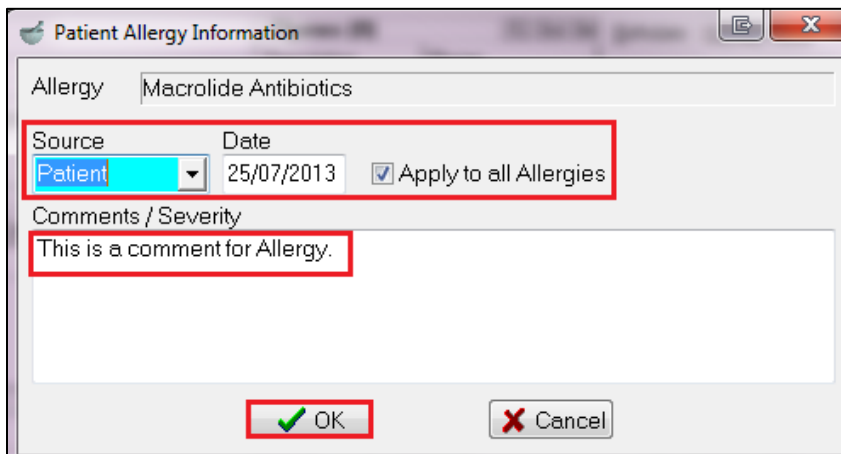 Patient Allergy Information
Allergy Macrolide Antibiotics
Source Date
Patient 25/07/2013 Apply to all Allergies
Comments / Severity
This is a comment for Allergy.
OK Cancel